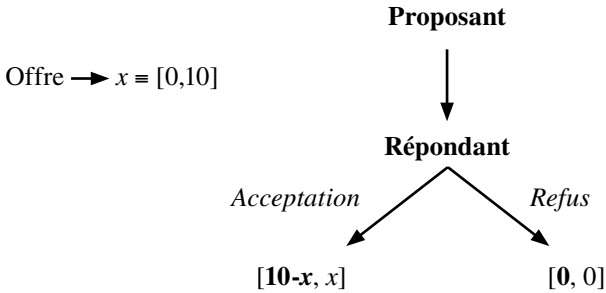 Proposant
Offre → x ≡ [0,10]
Répondant
Acceptation
Refus
[10-x, x]
[0, 0]